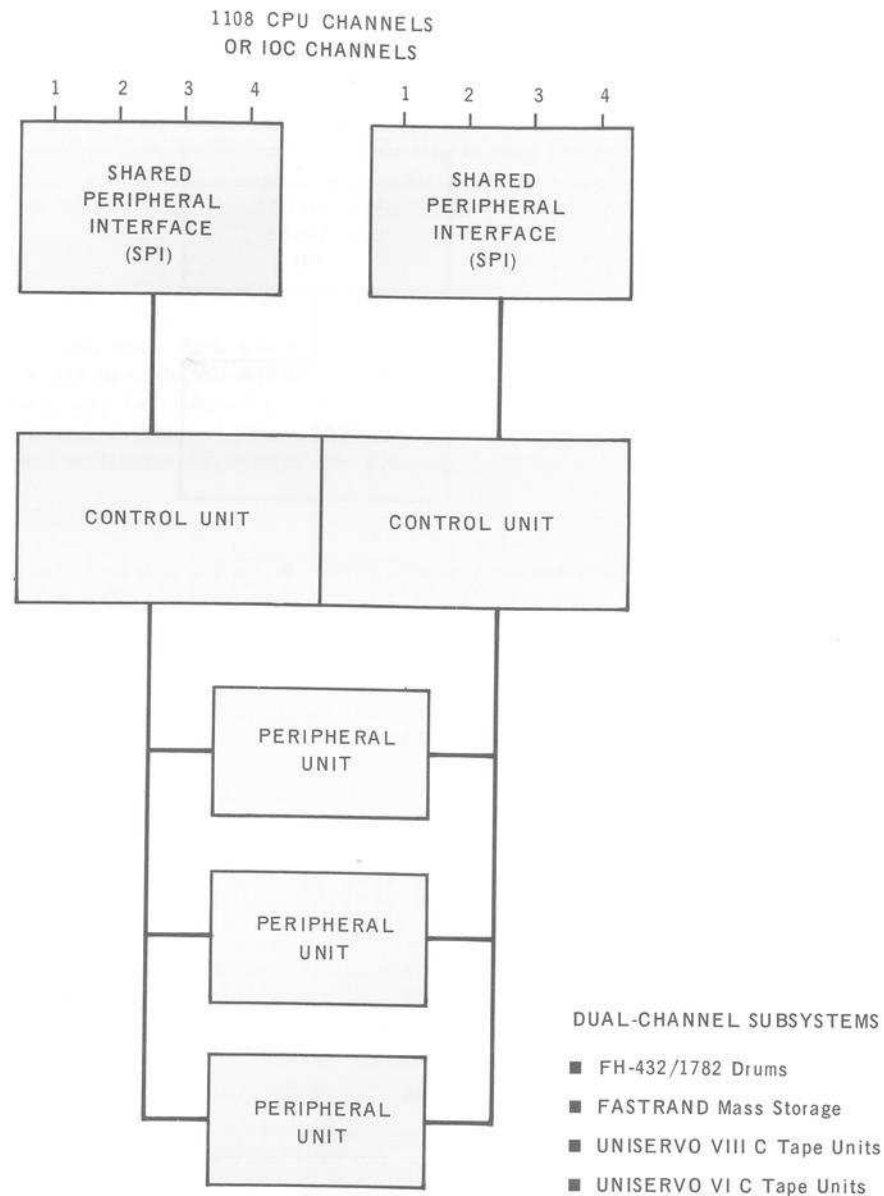 1108 CPU CHANNELS
OR IOC CHANNELS
1 2 3 4
1 2 3 4
SHARED
PERIPHERAL
INTERFACE
(SPI)
SHARED
PERIPHERAL
INTERFACE
(SPI)
CONTROL UNIT
CONTROL UNIT
PERIPHERAL
UNIT
PERIPHERAL
UNIT
PERIPHERAL
UNIT
DUAL-CHANNEL SUBSYSTEMS
■ FH-432/1782 Drums
■ FASTRAND Mass Storage
■ UNISERVO VIII C Tape Units
■ UNISERVO VI C Tape Units